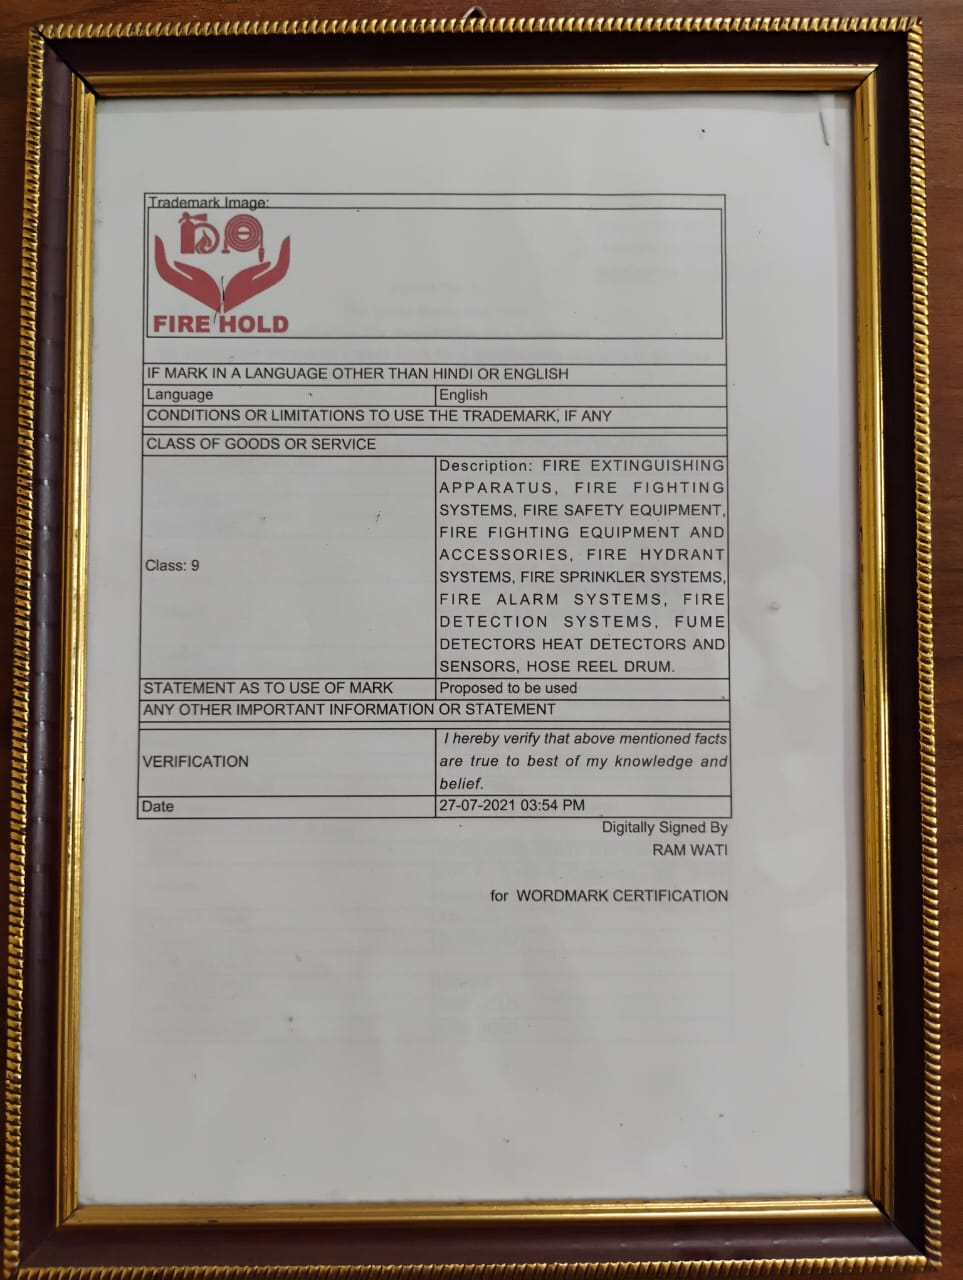 Trademark Image:
FIRE HOLD
IF MARK IN A LANGUAGE OTHER THAN HINDI OR ENGLISH
Language English
CONDITIONS OR LIMITATIONS TO USE THE TRADEMARK, IF ANY
CLASS OF GOODS OR SERVICE
Class: 9
Description: FIRE EXTINGUISHING
APPARATUS, FIRE FIGHTING
SYSTEMS, FIRE SAFETY EQUIPMENT,
FIRE FIGHTING EQUIPMENT AND
ACCESSORIES, FIRE HYDRANT
SYSTEMS, FIRE SPRINKLER SYSTEMS,
FIRE ALARM SYSTEMS, FIRE
DETECTION SYSTEMS, FUME
DETECTORS HEAT DETECTORS AND
SENSORS, HOSE REEL DRUM.
STATEMENT AS TO USE OF MARK Proposed to be used
ANY OTHER IMPORTANT INFORMATION OR STATEMENT
VERIFICATION
I hereby verify that above mentioned facts
are true to best of my knowledge and
belief.
Date 27-07-2021 03:54 PM
Digitally Signed By
RAM WATI
for WORDMARK CERTIFICATION